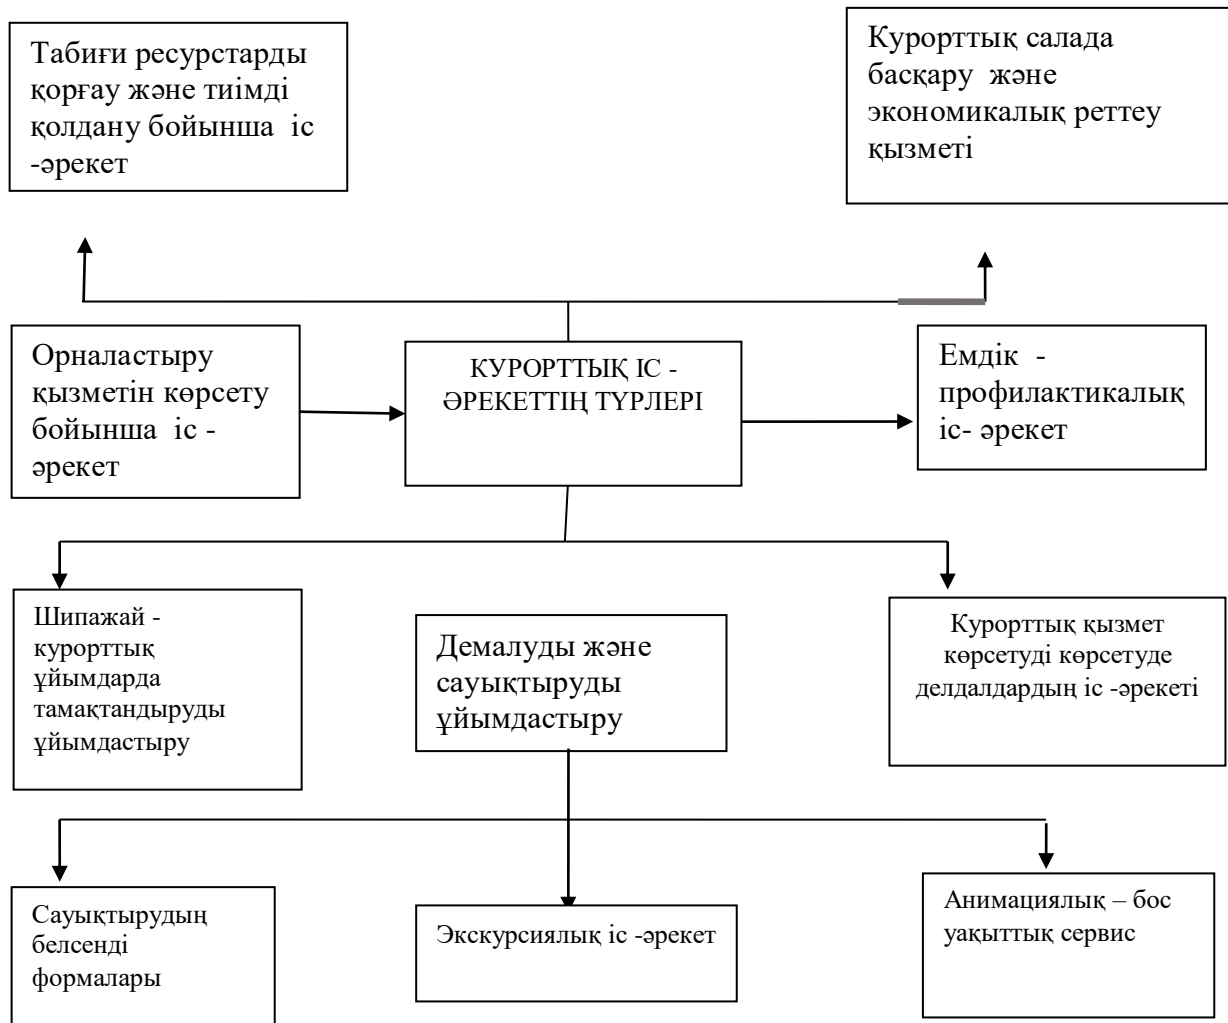 Табиғи ресурстарды
қорғау және тиімді
қолдану бойынша  іс
-әрекет
Курорттық салада
басқару  және
экономикалық реттеу
қызметі
Орналастыру
қызметін көрсету
бойынша  іс -
әрекет
КУРОРТТЫҚ ІС -
ӘРЕКЕТТІҢ ТҮРЛЕРІ
Емдік  -
профилактикалық
іс- әрекет
Шипажай -
курорттық
ұйымдарда
тамақтандыруды
ұйымдастыру
Демалуды және
сауықтыруды
ұйымдастыру
Курорттық қызмет
көрсетуді көрсетуде
делдалдардың іс -әрекеті
Сауықтырудың
белсенді
формалары
Экскурсиялық іс -әрекет
Анимациялық – бос
уақыттық сервис